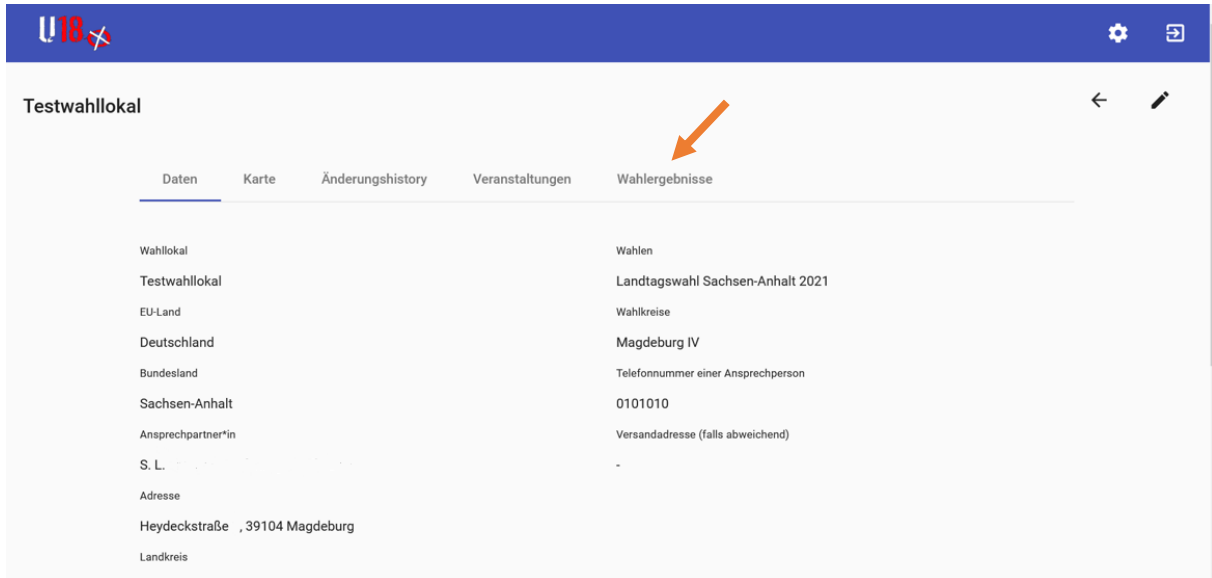 U18
Testwahllokal
Daten Karte Änderungshistory Veranstaltungen Wahlergebnisse
Wahllokal
Testwahllokal
EU-Land
Deutschland
Bundesland
Sachsen-Anhalt
Ansprechpartner*in
S. L.
Adresse
Heydeckstraße , 39104 Magdeburg
Landkreis
Wahlen
Landtagswahl Sachsen-Anhalt 2021
Wahlkreise
Magdeburg IV
Telefonnummer einer Ansprechperson
0101010
Versandadresse (falls abweichend)
-